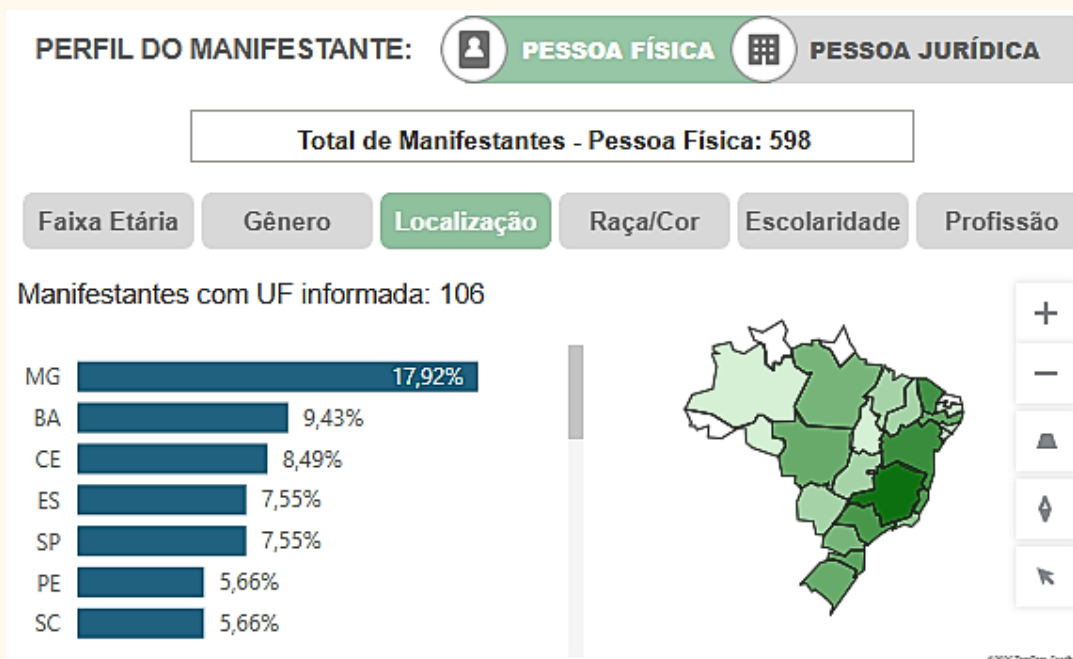 PERFIL DO MANIFESTANTE: PESSOA FÍSICA PESSOA JURÍDICA
Total de Manifestantes - Pessoa Física: 598
Faixa Etária Gênero Localização Raça/Cor Escolaridade Profissão
Manifestantes com UF informada: 106
MG 17,92%
BA 9,43%
CE 8,49%
ES 7,55%
SP 7,55%
PE 5,66%
SC 5,66%